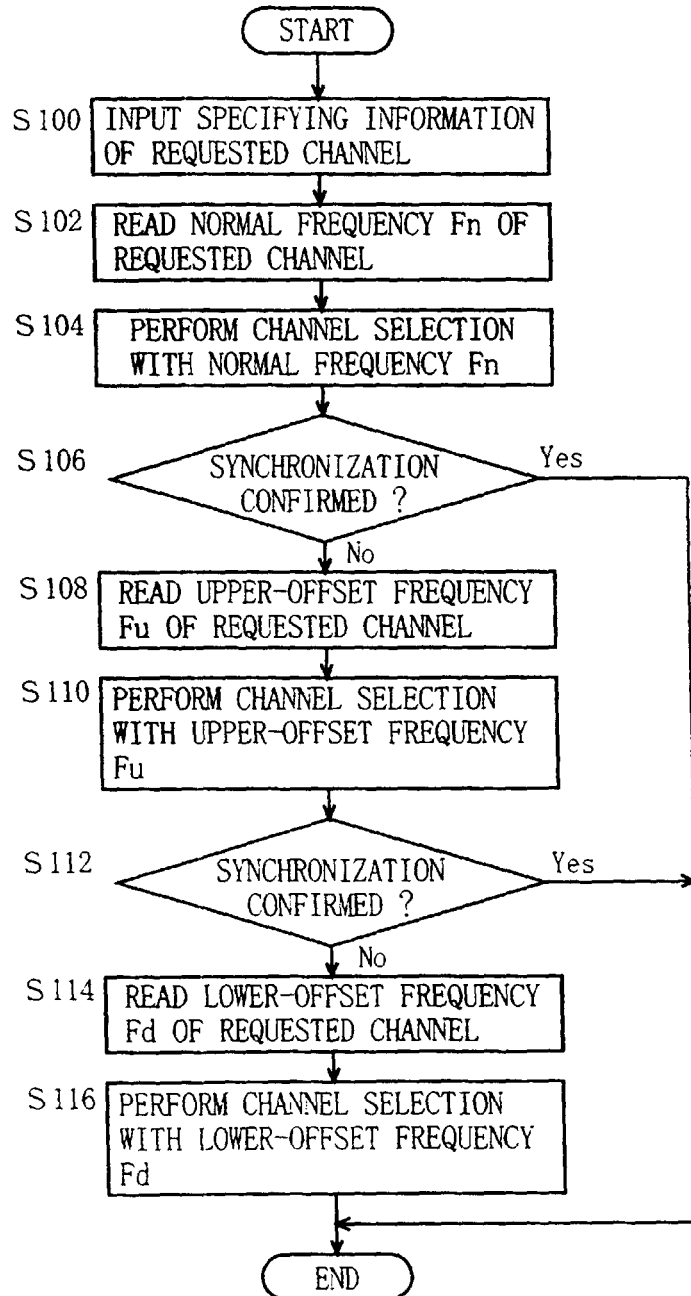 START
S100
INPUT SPECIFYING INFORMATION
OF REQUESTED CHANNEL
S102
READ NORMAL FREQUENCY Fn OF
REQUESTED CHANNEL
S104
PERFORM CHANNEL SELECTION
WITH NORMAL FREQUENCY Fn
S106
SYNCHRONIZATION
CONFIRMED ?
Yes
No
S108
READ UPPER-OFFSET FREQUENCY
Fu OF REQUESTED CHANNEL
S110
PERFORM CHANNEL SELECTION
WITH UPPER-OFFSET FREQUENCY
Fu
S112
SYNCHRONIZATION
CONFIRMED ?
Yes
No
S114
READ LOWER-OFFSET FREQUENCY
Fd OF REQUESTED CHANNEL
S116
PERFORM CHANNEL SELECTION
WITH LOWER-OFFSET FREQUENCY
Fd
END